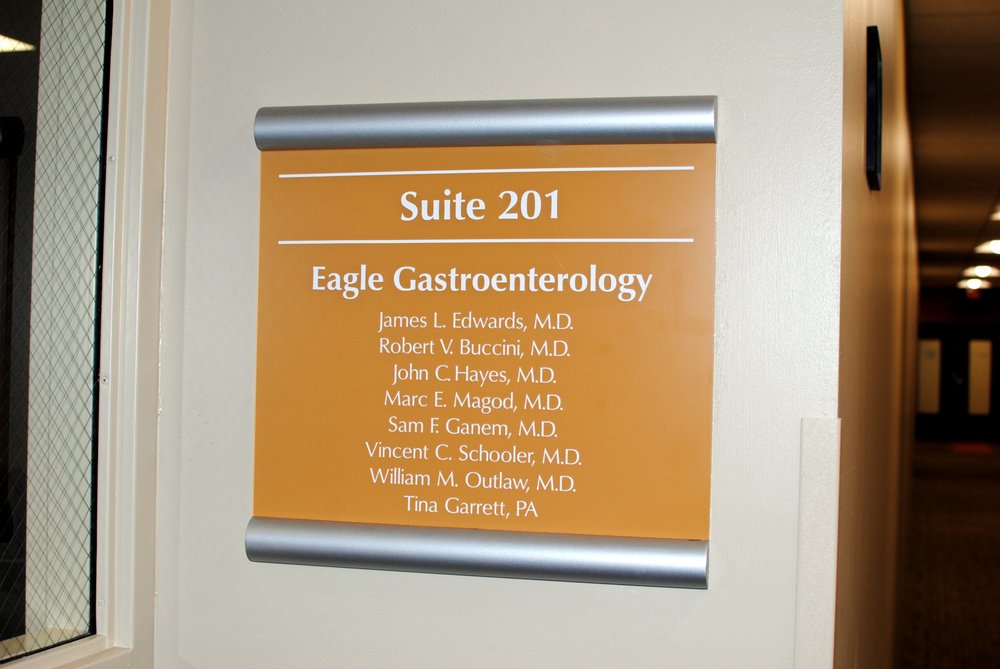 Suite 201
Eagle Gastroenterology
James L. Edwards, M.D.
Robert V. Buccini, M.D.
John C. Hayes, M.D.
Marc E. Magod, M.D.
Sam F. Ganem, M.D.
Vincent C. Schooler, M.D.
William M. Outlaw, M.D.
Tina Garrett, PA